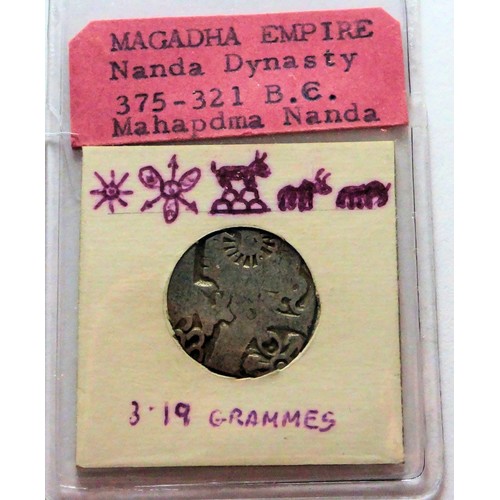 MAGADHA EMPIRE
Nanda Dynasty
375-321 B.C.
Mahapdma Nanda
3.19 GRAMMES